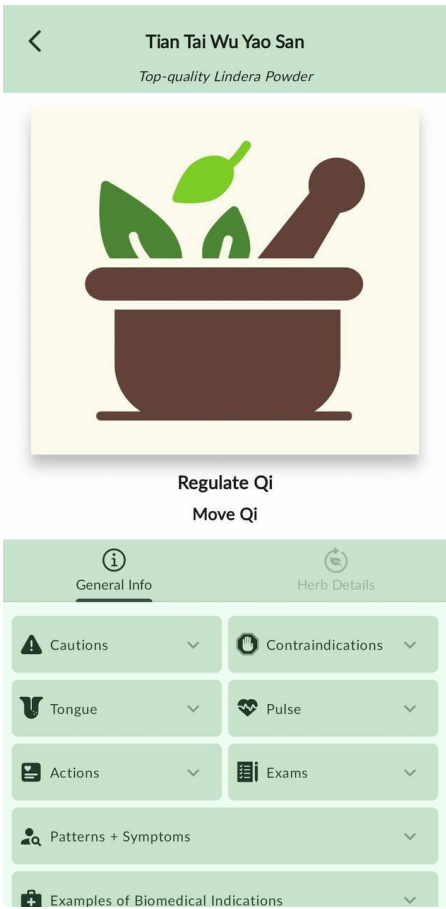 Tian Tai Wu Yao San
Top-quality Lindera Powder
Regulate Qi
Move Qi
General Info
Herb Details
Cautions
Contraindications
Tongue
Pulse
Actions
Exams
Patterns + Symptoms
Examples of Biomedical Indications